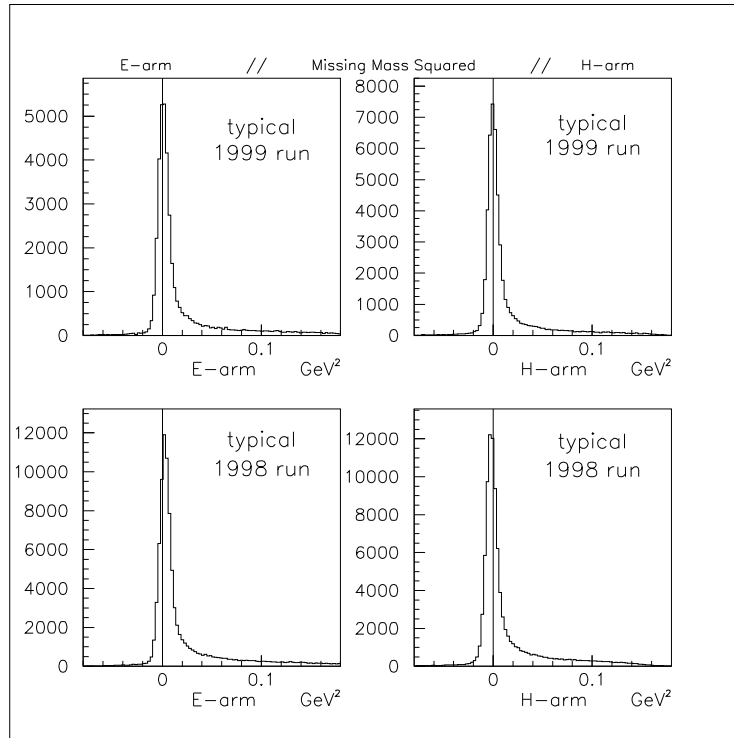 E-arm // Missing Mass Squared // H-arm
typical
1999 run
5000
4000
3000
2000
1000
0
0 0.1
E-arm GeV²
typical
1999 run
8000
7000
6000
5000
4000
3000
2000
1000
0
0 0.1
H-arm GeV²
typical
1998 run
12000
10000
8000
6000
4000
2000
0
0 0.1
E-arm GeV²
typical
1998 run
12000
10000
8000
6000
4000
2000
0
0 0.1
H-arm GeV²